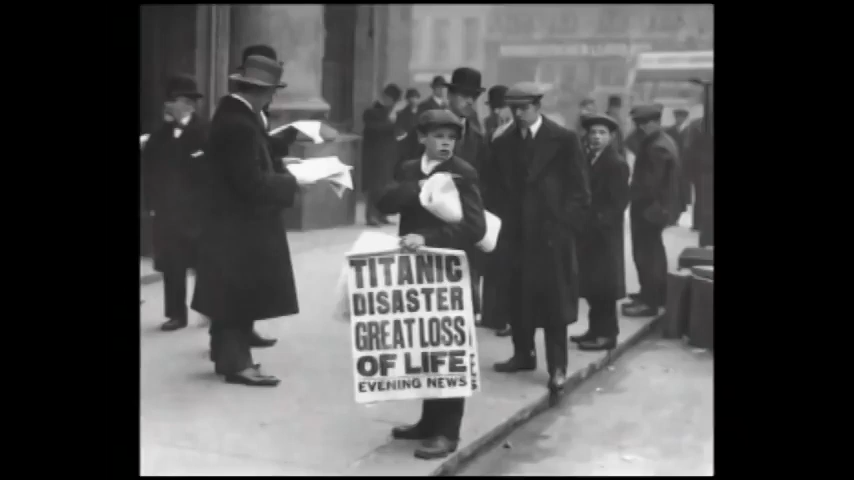 TITANIC
DISASTER
GREAT LOSS
OF LIFE
EVENING NEWS